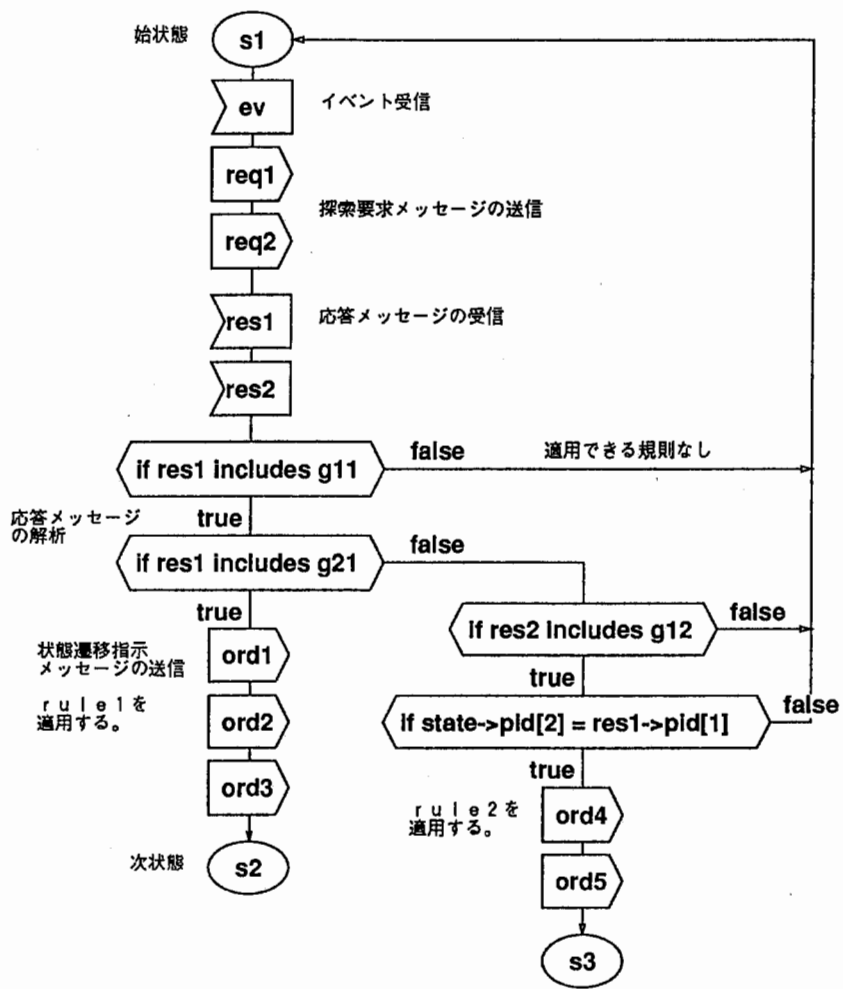 始状態
s1
ev
イベント受信
req1
探索要求メッセージの送信
req2
res1
応答メッセージの受信
res2
if res1 includes g11
false
適用できる規則なし
応答メッセージ
の解析
true
if res1 includes g21
false
true
if res2 includes g12
false
状態遷移指示
メッセージの送信
ord1
true
rule1を
適用する。
ord2
if state->pid[2] = res1->pid[1]
false
ord3
true
rule2を
適用する。
ord4
次状態
s2
ord5
s3